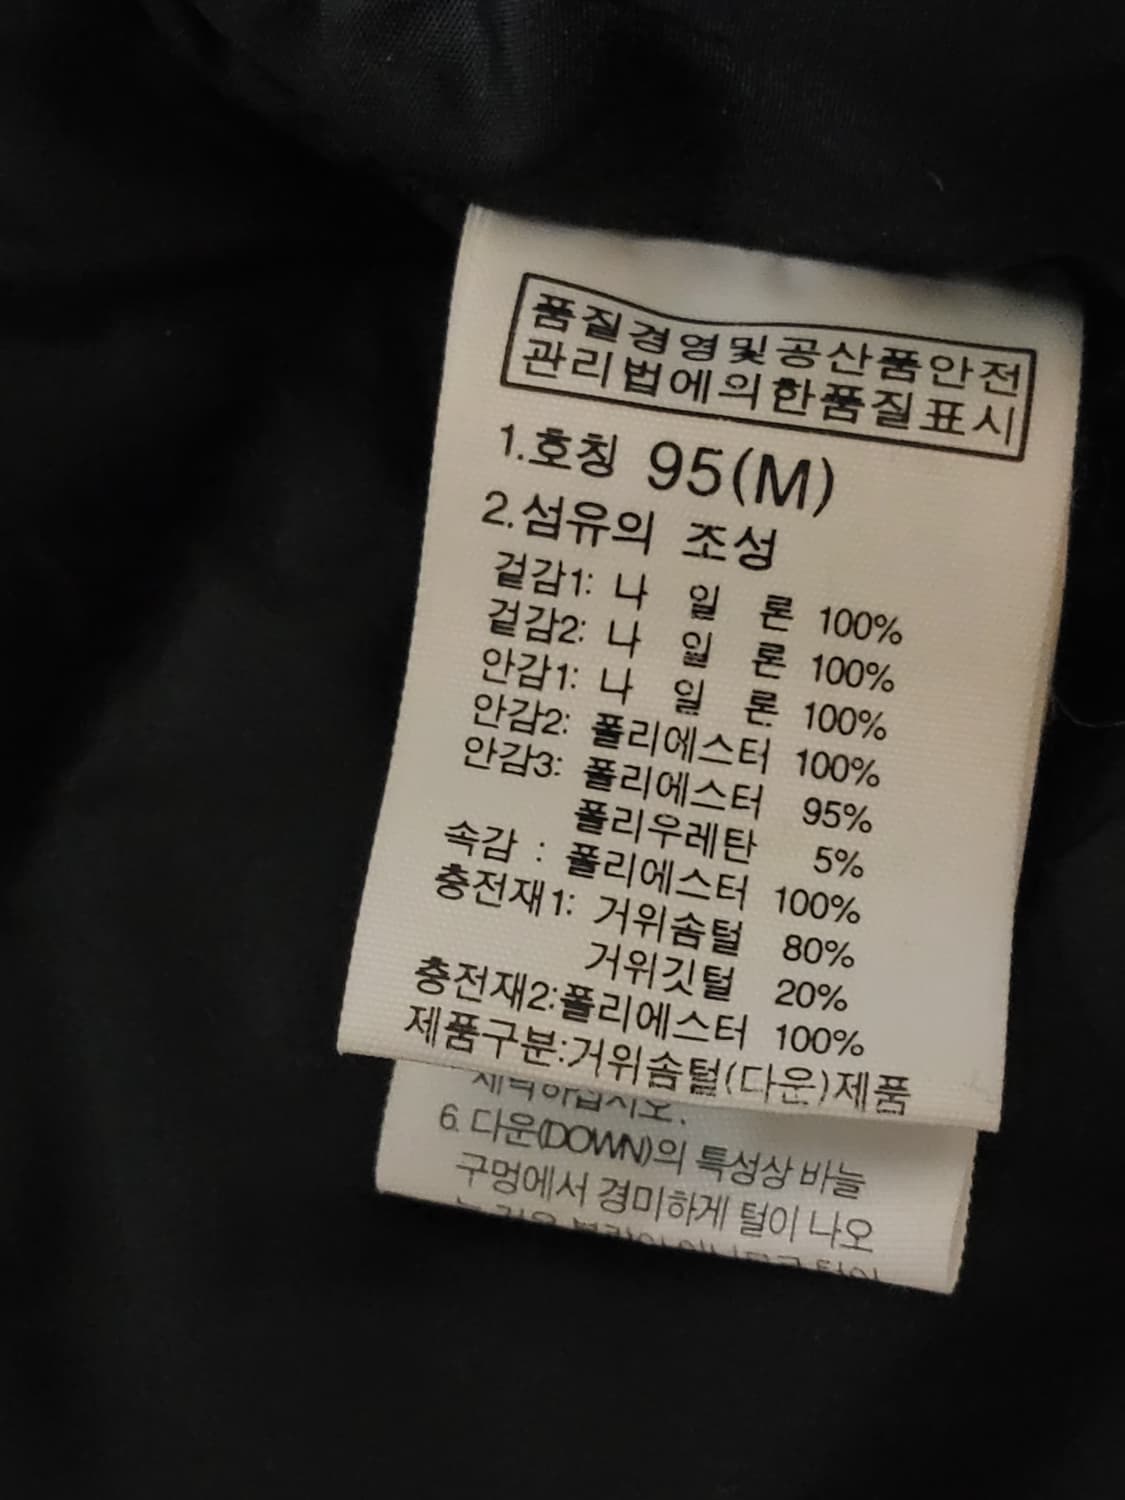 품질경영및공산품안전
관리법에의한품질표시
1.호칭 95(M)
2.섬유의 조성
겉감1: 나 일 론 100%
겉감2: 나 일 론 100%
안감1: 나 일 론 100%
안감2: 폴리에스터 100%
안감3: 폴리에스터 95%
폴리우레탄 5%
속감 : 폴리에스터 100%
충전재1: 거위솜털 80%
거위깃털 20%
충전재2:폴리에스터 100%
제품구분:거위솜털(다운)제품
6. 다운(DOWN)의 특성상 바늘
구멍에서 경미하게 털이 나오